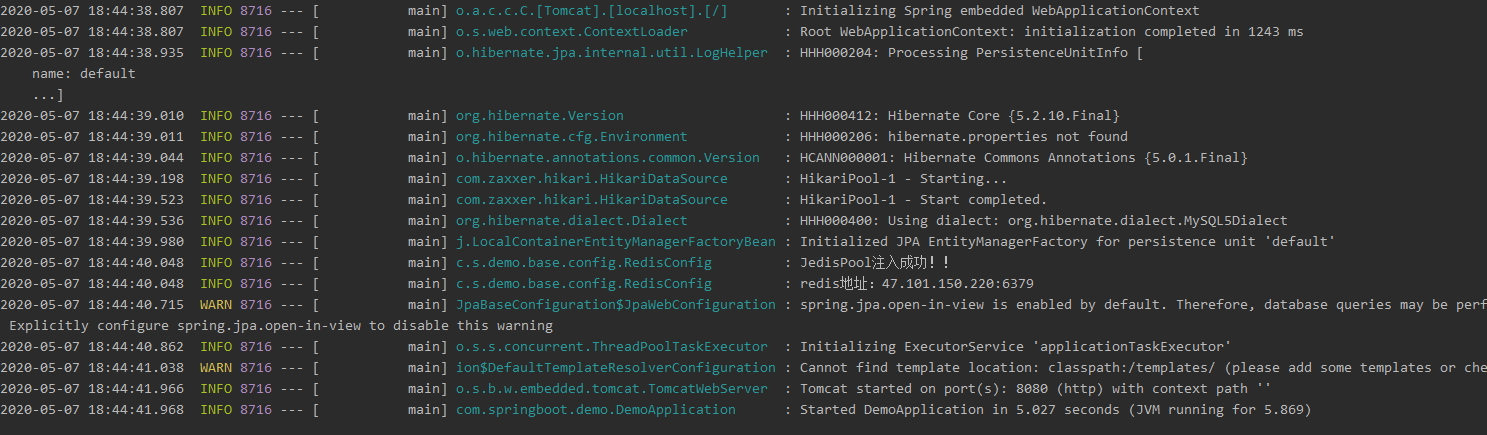 2020-05-07 18:44:38.807  INFO 8716 --- [           main] o.a.c.c.C.[Tomcat].[localhost].[/]       : Initializing Spring embedded WebApplicationContext
2020-05-07 18:44:38.807  INFO 8716 --- [           main] o.s.web.context.ContextLoader            : Root WebApplicationContext: initialization completed in 1243 ms
2020-05-07 18:44:38.935  INFO 8716 --- [           main] o.hibernate.jpa.internal.util.LogHelper  : HHH000204: Processing PersistenceUnitInfo [
    name: default
    ...]
2020-05-07 18:44:39.010  INFO 8716 --- [           main] org.hibernate.Version                    : HHH000412: Hibernate Core {5.2.10.Final}
2020-05-07 18:44:39.011  INFO 8716 --- [           main] org.hibernate.cfg.Environment            : HHH000206: hibernate.properties not found
2020-05-07 18:44:39.044  INFO 8716 --- [           main] o.hibernate.annotations.common.Version   : HCANN000001: Hibernate Commons Annotations {5.0.1.Final}
2020-05-07 18:44:39.198  INFO 8716 --- [           main] com.zaxxer.hikari.HikariDataSource       : HikariPool-1 - Starting...
2020-05-07 18:44:39.523  INFO 8716 --- [           main] com.zaxxer.hikari.HikariDataSource       : HikariPool-1 - Start completed.
2020-05-07 18:44:39.536  INFO 8716 --- [           main] org.hibernate.dialect.Dialect            : HHH000400: Using dialect: org.hibernate.dialect.MySQL5Dialect
2020-05-07 18:44:39.980  INFO 8716 --- [           main] j.LocalContainerEntityManagerFactoryBean : Initialized JPA EntityManagerFactory for persistence unit 'default'
2020-05-07 18:44:40.048  INFO 8716 --- [           main] c.s.demo.base.config.RedisConfig         : JedisPool注入成功！！
2020-05-07 18:44:40.048  INFO 8716 --- [           main] c.s.demo.base.config.RedisConfig         : redis地址：47.101.150.220:6379
2020-05-07 18:44:40.715  WARN 8716 --- [           main] JpaBaseConfiguration$JpaWebConfiguration : spring.jpa.open-in-view is enabled by default. Therefore, database queries may be perf
 Explicitly configure spring.jpa.open-in-view to disable this warning
2020-05-07 18:44:40.862  INFO 8716 --- [           main] o.s.s.concurrent.ThreadPoolTaskExecutor  : Initializing ExecutorService 'applicationTaskExecutor'
2020-05-07 18:44:41.038  WARN 8716 --- [           main] ion$DefaultTemplateResolverConfiguration : Cannot find template location: classpath:/templates/ (please add some templates or che
2020-05-07 18:44:41.966  INFO 8716 --- [           main] o.s.b.w.embedded.tomcat.TomcatWebServer  : Tomcat started on port(s): 8080 (http) with context path ''
2020-05-07 18:44:41.968  INFO 8716 --- [           main] com.springboot.demo.DemoApplication      : Started DemoApplication in 5.027 seconds (JVM running for 5.869)